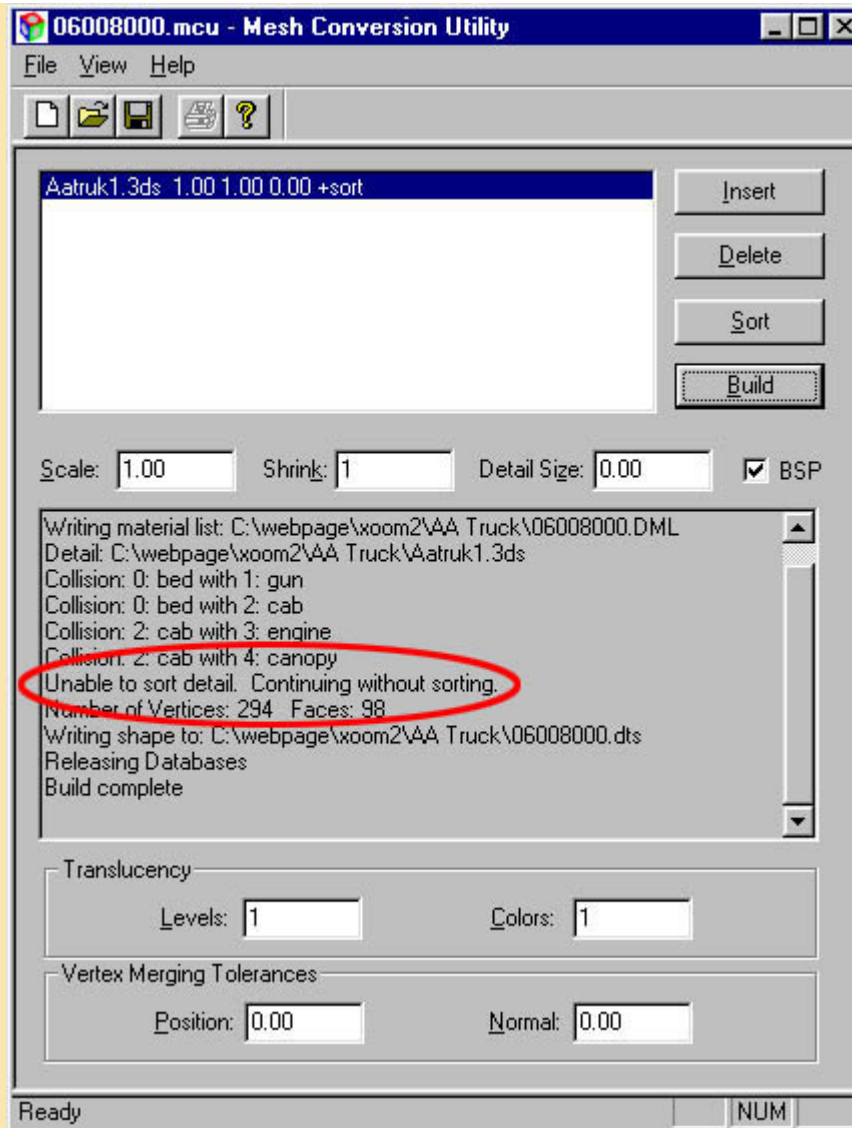 06008000.mcu - Mesh Conversion Utility
File View Help
Aatruk1.3ds 1.00 1.00 0.00 +sort
Insert
Delete
Sort
Build
Scale: 1.00 Shrink: 1 Detail Size: 0.00 BSP
Writing material list: C:\webpage\xoom2\AA Truck\06008000.DML
Detail: C:\webpage\xoom2\AA Truck\Aatruk1.3ds
Collision: 0: bed with 1: gun
Collision: 0: bed with 2: cab
Collision: 2: cab with 3: engine
Collision: 2: cab with 4: canopy
Unable to sort detail. Continuing without sorting.
Number of Vertices: 294 Faces: 98
Writing shape to: C:\webpage\xoom2\AA Truck\06008000.dts
Releasing Databases
Build complete
Translucency
Levels: 1 Colors: 1
Vertex Merging Tolerances
Position: 0.00 Normal: 0.00
Ready NUM